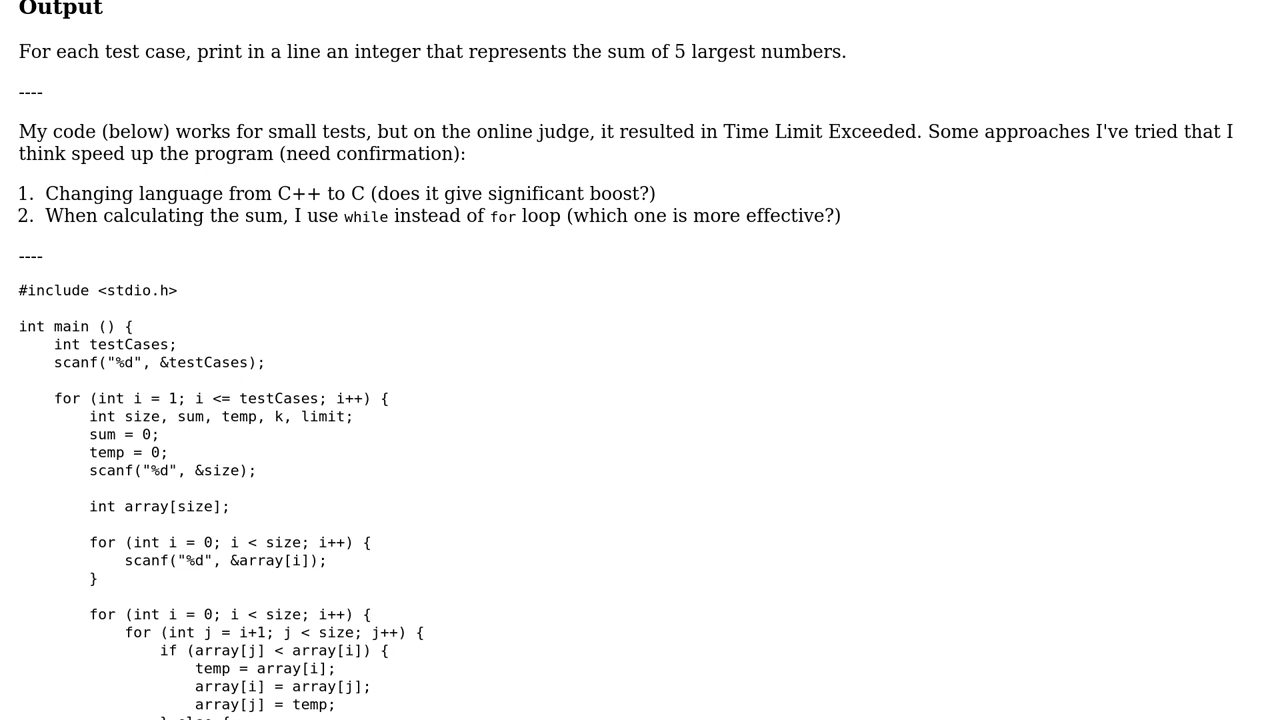 Output
For each test case, print in a line an integer that represents the sum of 5 largest numbers.
----
My code (below) works for small tests, but on the online judge, it resulted in Time Limit Exceeded. Some approaches I've tried that I
think speed up the program (need confirmation):
1. Changing language from C++ to C (does it give significant boost?)
2. When calculating the sum, I use while instead of for loop (which one is more effective?)
----
#include <stdio.h>
int main () {
    int testCases;
    scanf("%d", &testCases);
    for (int i = 1; i <= testCases; i++) {
        int size, sum, temp, k, limit;
        sum = 0;
        temp = 0;
        scanf("%d", &size);
        int array[size];
        for (int i = 0; i < size; i++) {
            scanf("%d", &array[i]);
        }
        for (int i = 0; i < size; i++) {
            for (int j = i+1; j < size; j++) {
                if (array[j] < array[i]) {
                    temp = array[i];
                    array[i] = array[j];
                    array[j] = temp;
                } else {